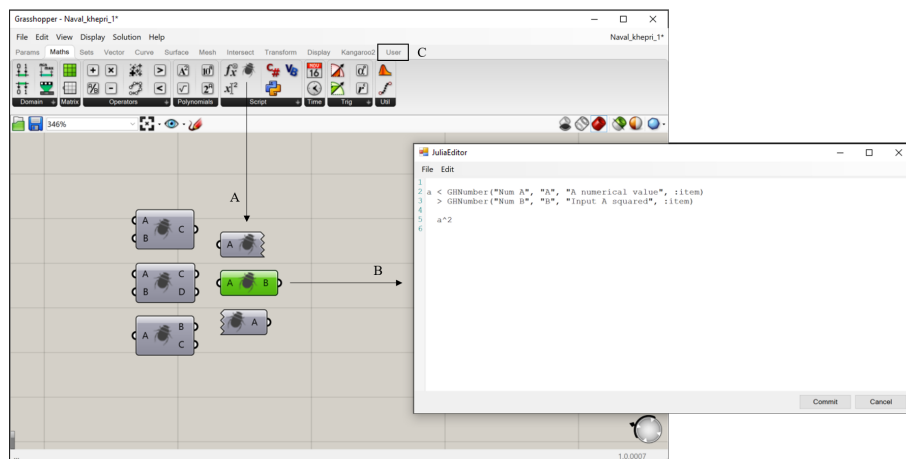 Grasshopper - Naval_khepri_1*
File Edit View Display Solution Help
Naval_khepri_1*
Params Maths Sets Vector Curve Surface Mesh Intersect Transform Display Kangaroo2 User
C
Domain Matrix Operators Polynomials Script Time Trig Util
346%
JuliaEditor
File Edit
1
2 a < GHNumber("Num A", "A", "A numerical value", :item)
3 > GHNumber("Num B", "B", "Input A squared", :item)
4
5 a^2
6
A
A B C
A
B
A B C D
A B
A B C
A
Commit Cancel
1.0.0007